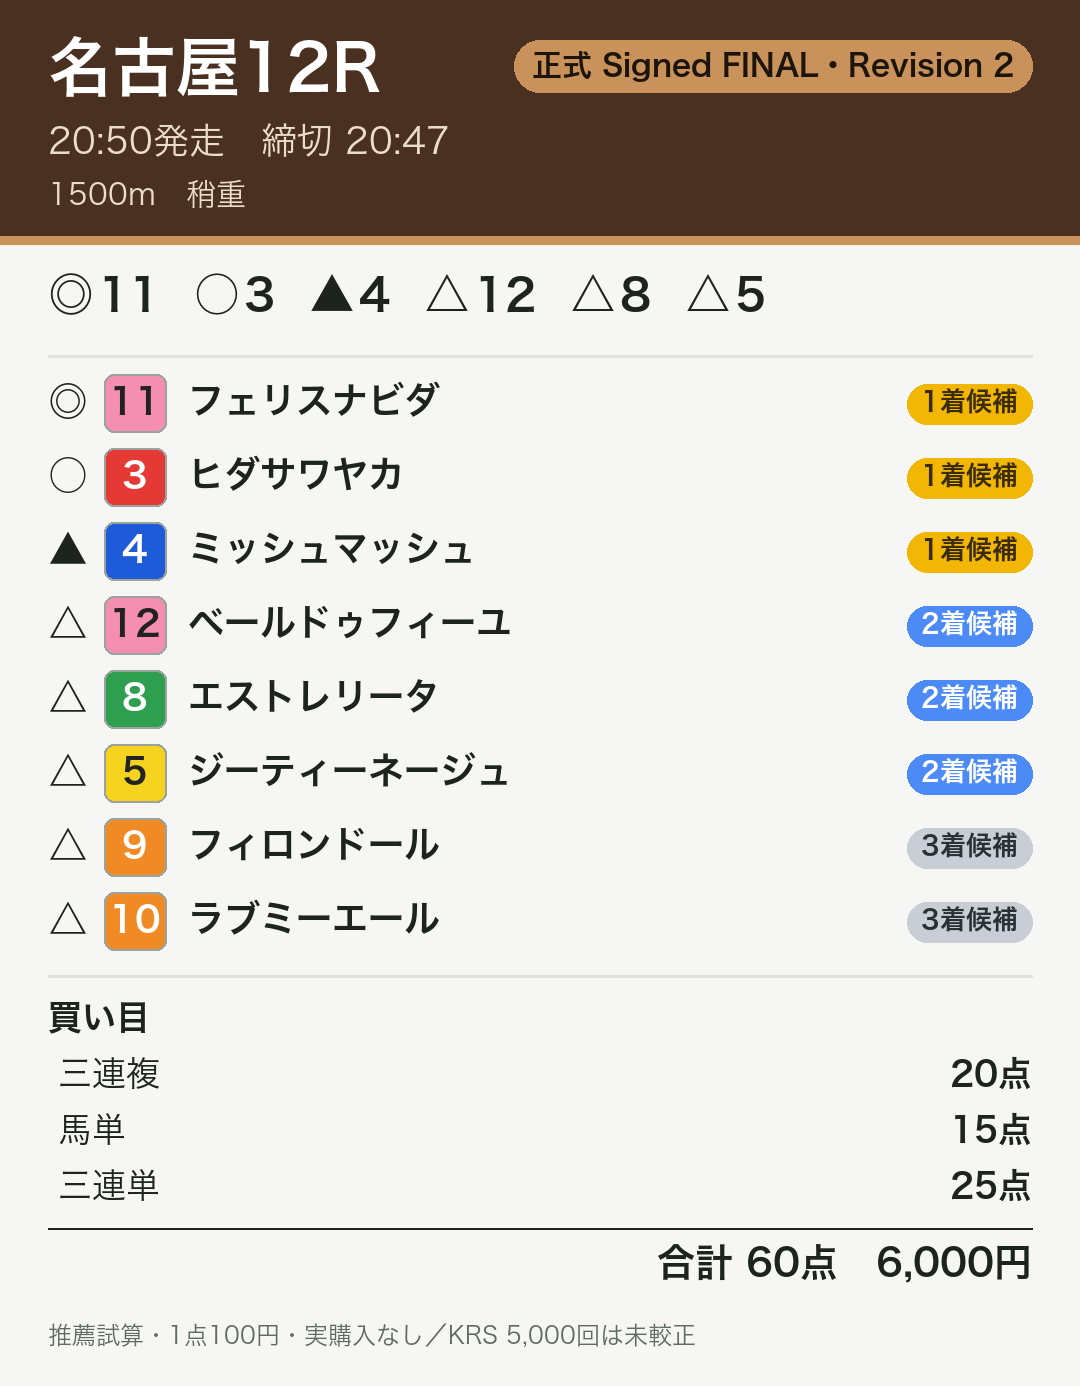 名古屋12R
正式 Signed FINAL・Revision 2
20:50発走　締切 20:47
1500m　稍重
◎11 ○3 ▲4 △12 △8 △5
◎ 11 フェリスナビダ 1着候補
○ 3 ヒダサワヤカ 1着候補
▲ 4 ミッシュマッシュ 1着候補
△ 12 ベールドゥフィーユ 2着候補
△ 8 エストレリータ 2着候補
△ 5 ジーティーネージュ 2着候補
△ 9 フィロンドール 3着候補
△ 10 ラブミーエール 3着候補
買い目
三連複 20点
馬単 15点
三連単 25点
合計 60点　6,000円
推薦試算・1点100円・実購入なし／KRS 5,000回は未較正